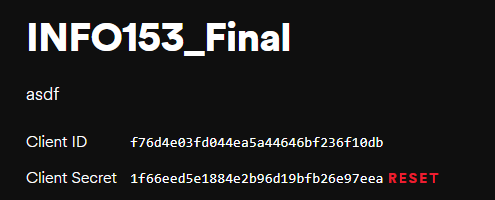 INFO153_Final
asdf
Client ID f76d4e03fd044ea5a44646bf236f10db
Client Secret 1f66eed5e1884e2b96d19bfb26e97eea RESET